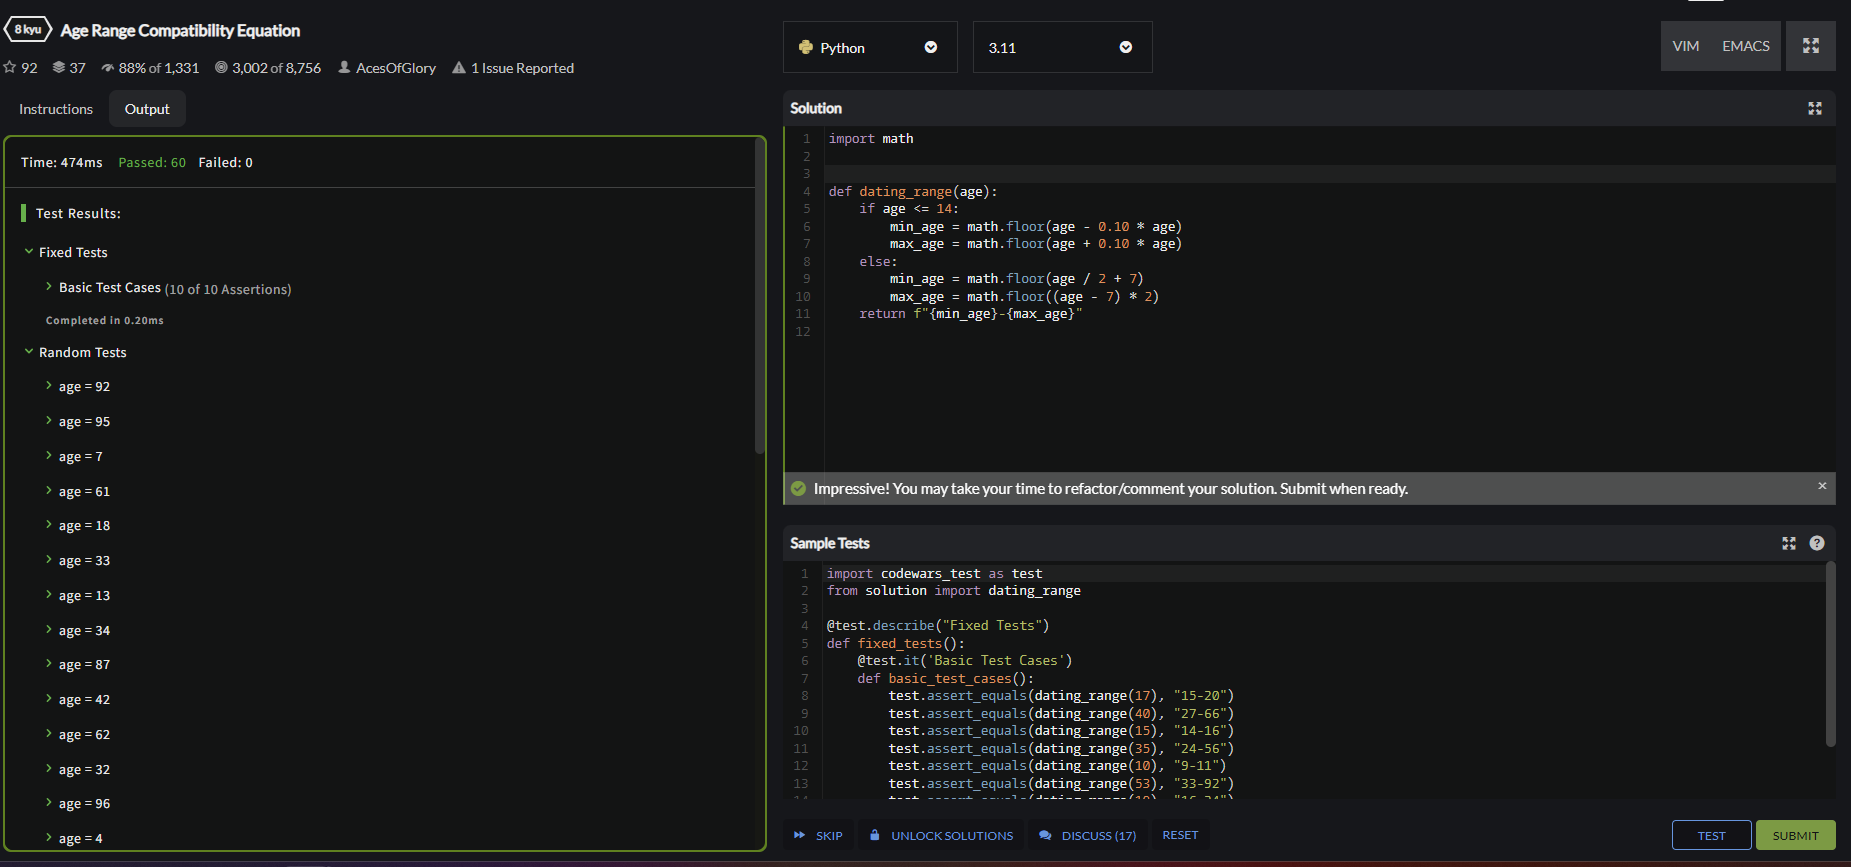 8 kyu Age Range Compatibility Equation
92 37 88% of 1,331 3,002 of 8,756 AcesOfGlory 1 Issue Reported
Instructions Output
Time: 474ms Passed: 60 Failed: 0
Test Results:
Fixed Tests
Basic Test Cases (10 of 10 Assertions)
Completed in 0.20ms
Random Tests
age = 92
age = 95
age = 7
age = 61
age = 18
age = 33
age = 13
age = 34
age = 87
age = 42
age = 62
age = 32
age = 96
age = 4
Python 3.11 VIM EMACS
Solution
1 import math
2
3
4 def dating_range(age):
5     if age <= 14:
6         min_age = math.floor(age - 0.10 * age)
7         max_age = math.floor(age + 0.10 * age)
8     else:
9         min_age = math.floor(age / 2 + 7)
10         max_age = math.floor((age - 7) * 2)
11     return f"{min_age}-{max_age}"
12
Impressive! You may take your time to refactor/comment your solution. Submit when ready. ×
Sample Tests ?
1 import codewars_test as test
2 from solution import dating_range
3
4 @test.describe("Fixed Tests")
5 def fixed_tests():
6     @test.it('Basic Test Cases')
7     def basic_test_cases():
8         test.assert_equals(dating_range(17), "15-20")
9         test.assert_equals(dating_range(40), "27-66")
10         test.assert_equals(dating_range(15), "14-16")
11         test.assert_equals(dating_range(35), "24-56")
12         test.assert_equals(dating_range(10), "9-11")
13         test.assert_equals(dating_range(53), "33-92")
SKIP UNLOCK SOLUTIONS DISCUSS (17) RESET TEST SUBMIT